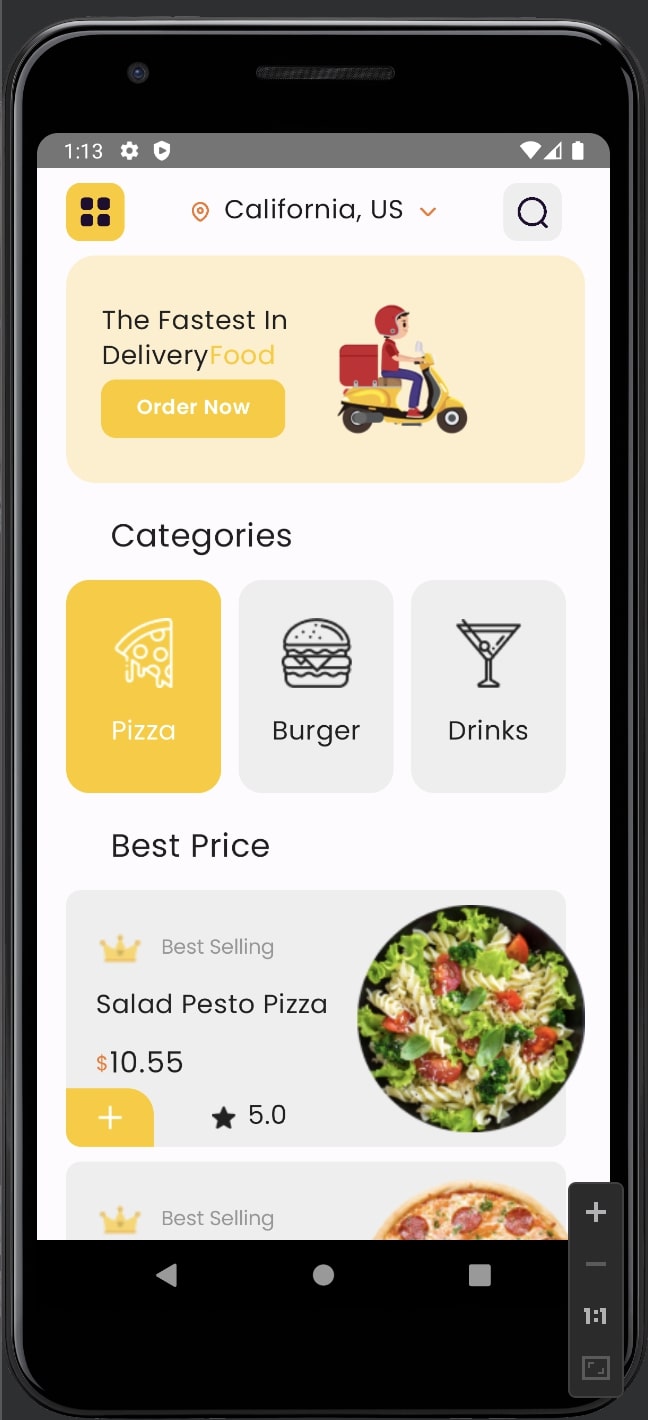 1:13
California, US
The Fastest In
DeliveryFood
Order Now
Categories
Pizza
Burger
Drinks
Best Price
Best Selling
Salad Pesto Pizza
$10.55
+
5.0
Best Selling
1:1